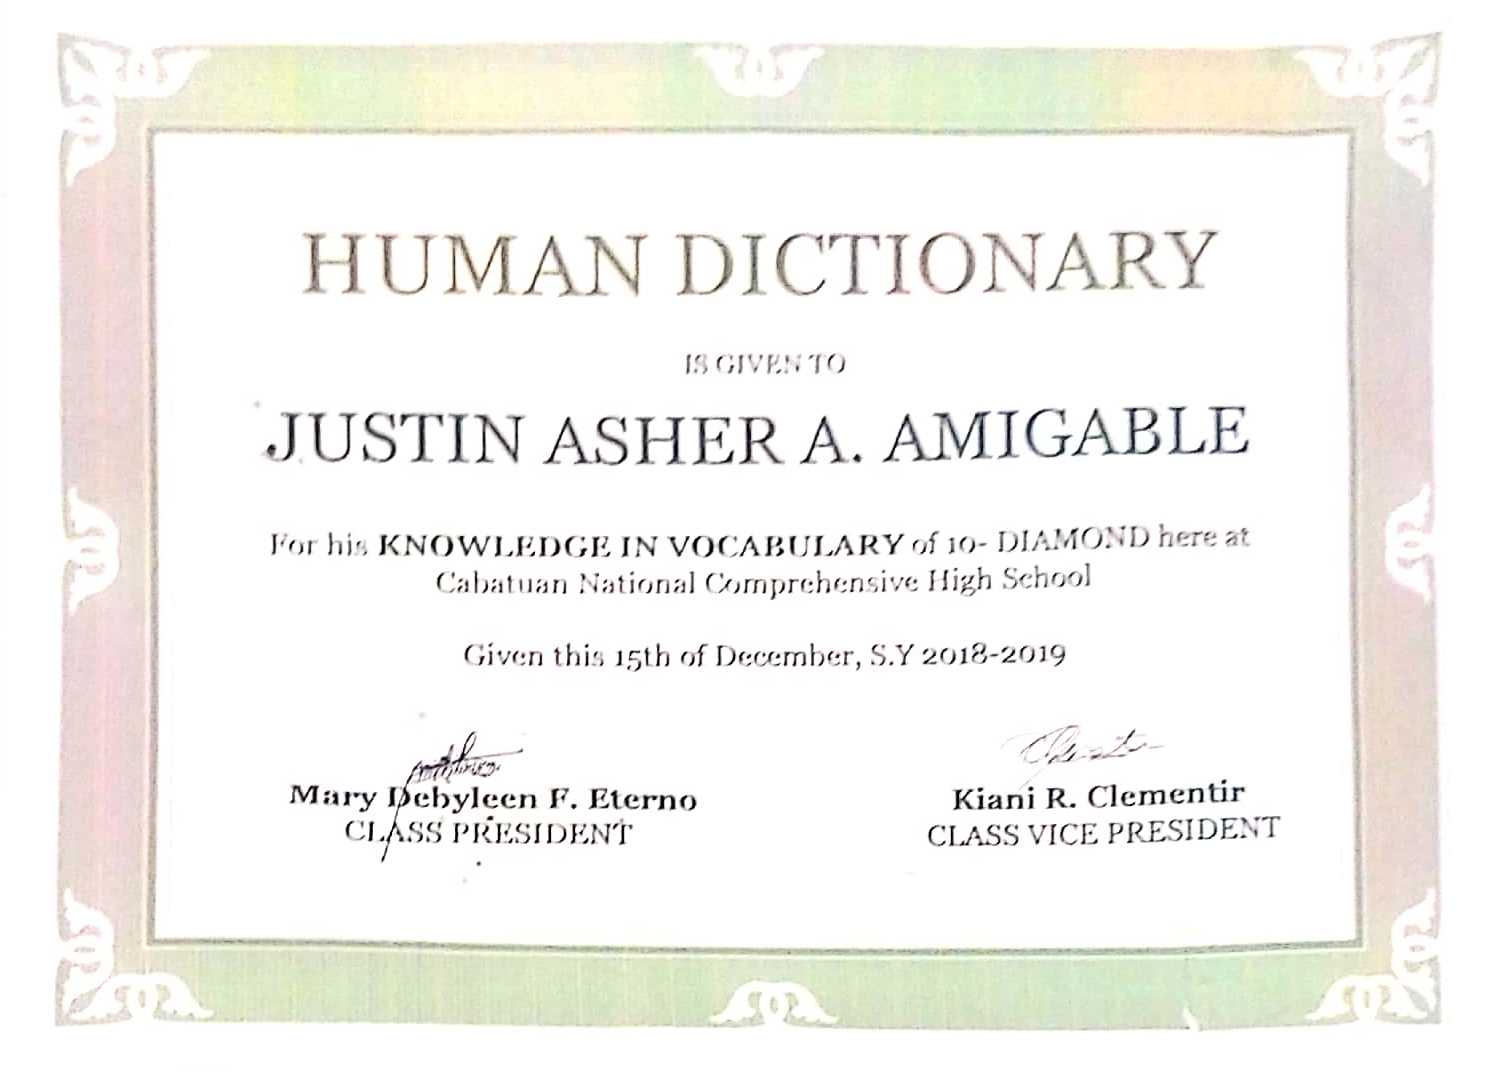 HUMAN DICTIONARY
IS GIVEN TO
JUSTIN ASHER A. AMIGABLE
For his KNOWLEDGE IN VOCABULARY of 10- DIAMOND here at
Cabatuan National Comprehensive High School
Given this 15th of December, S.Y 2018-2019
Mary Debyleen F. Eterno
CLASS PRESIDENT
Kiani R. Clementir
CLASS VICE PRESIDENT